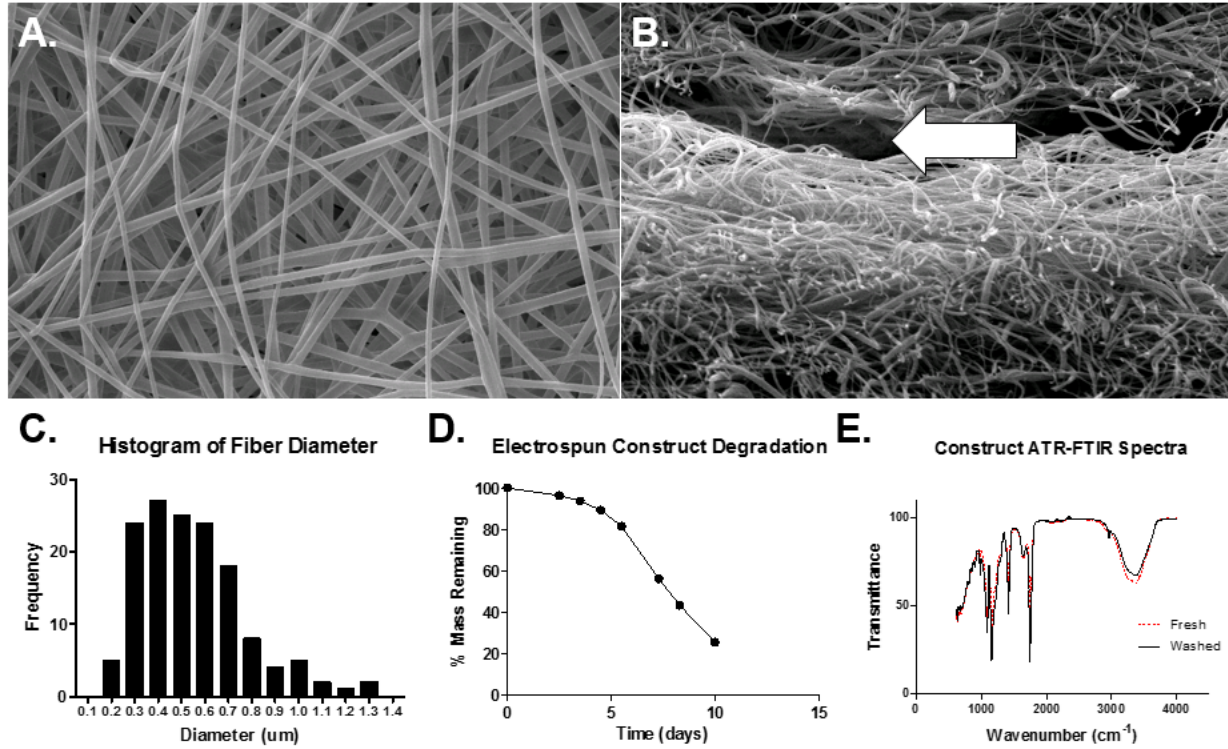 A.
B.
C.
Histogram of Fiber Diameter
30
20
10
0
Frequency
0.1 0.2 0.3 0.4 0.5 0.6 0.7 0.8 0.9 1.0 1.1 1.2 1.3 1.4
Diameter (um)
D.
Electrospun Construct Degradation
100
80
60
40
20
0
% Mass Remaining
0 5 10 15
Time (days)
E.
Construct ATR-FTIR Spectra
100
50
0
Transmittance
Fresh
Washed
0 1000 2000 3000 4000
Wavenumber (cm-1)